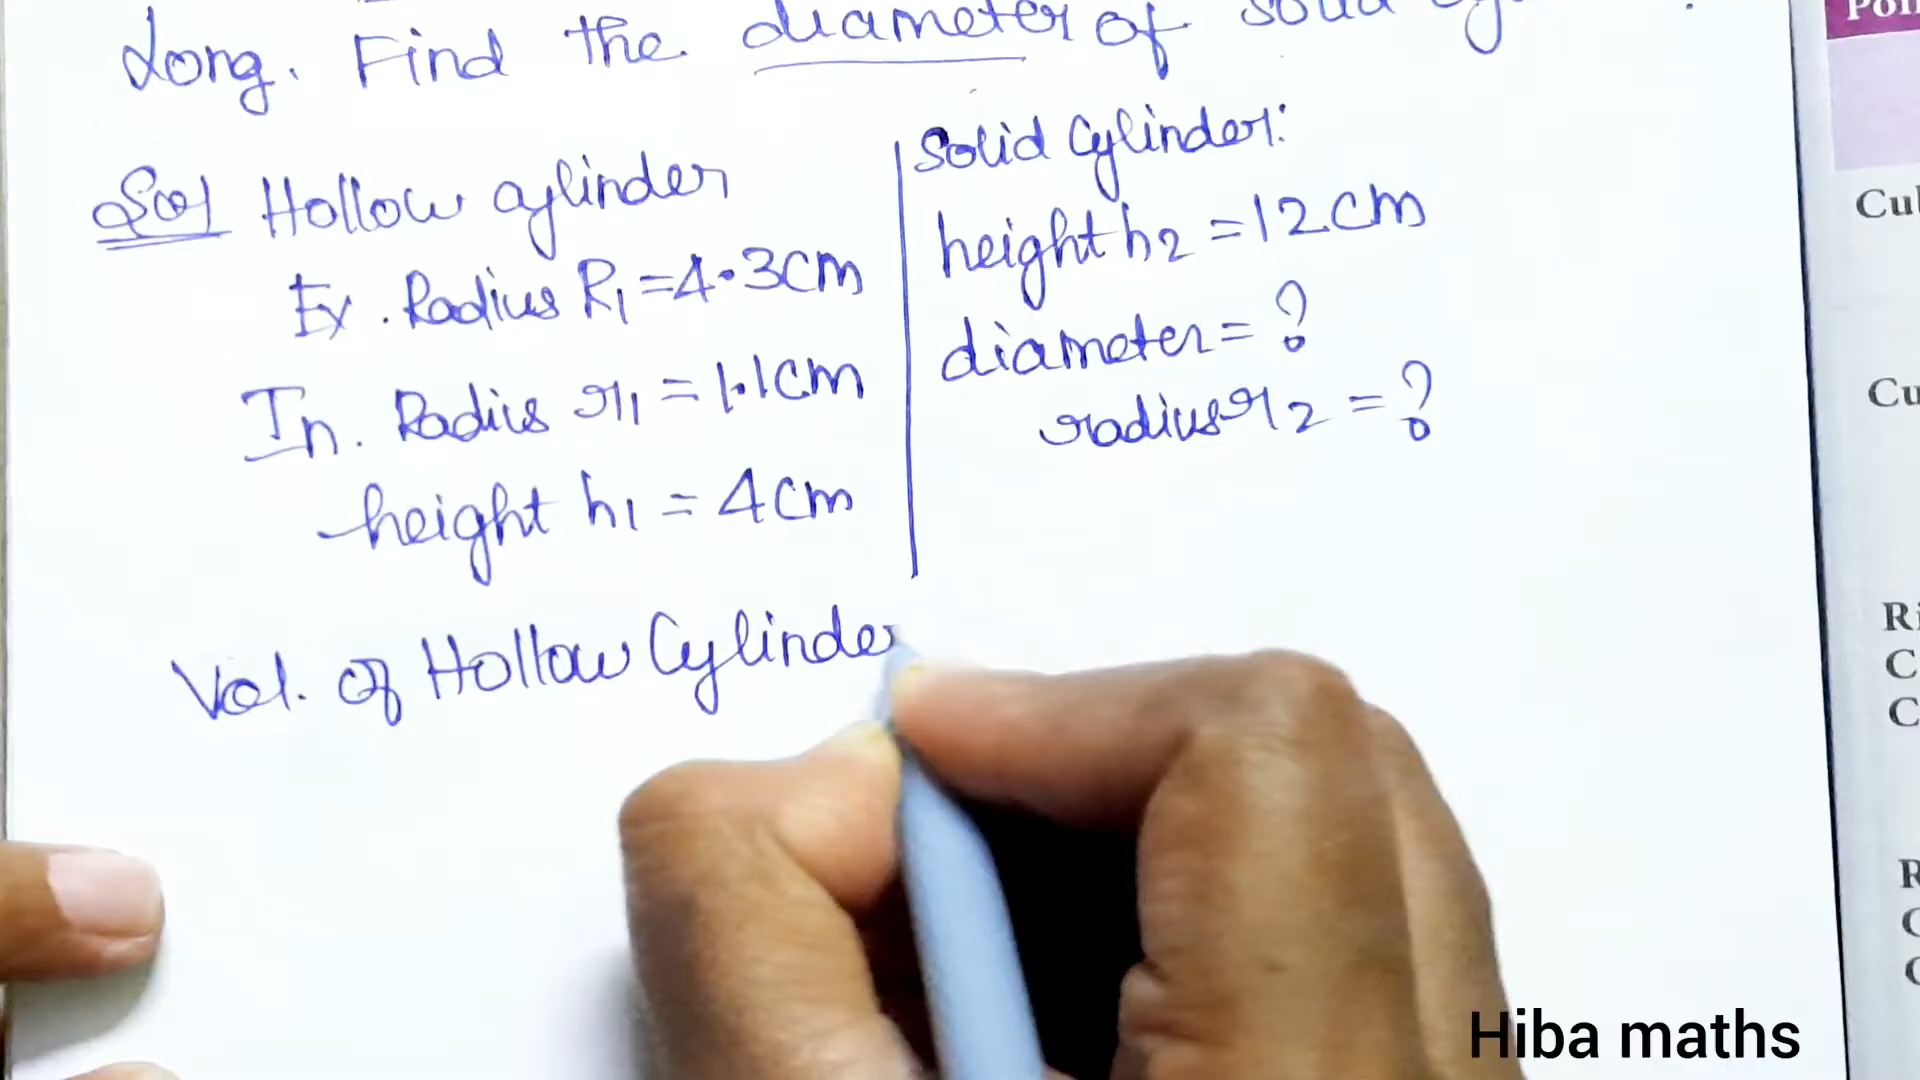 Long. Find the diameter of solid
Sol Hollow cylinder
Ex. Radius R1 = 4.3cm
In. Radius r1 = 1.1cm
height h1 = 4cm
Solid Cylinder:
height h2 = 12cm
diameter = ?
radius r2 = ?
Vol. of Hollow Cylinder
Cu
R
C
C
R
C
C
Hiba maths